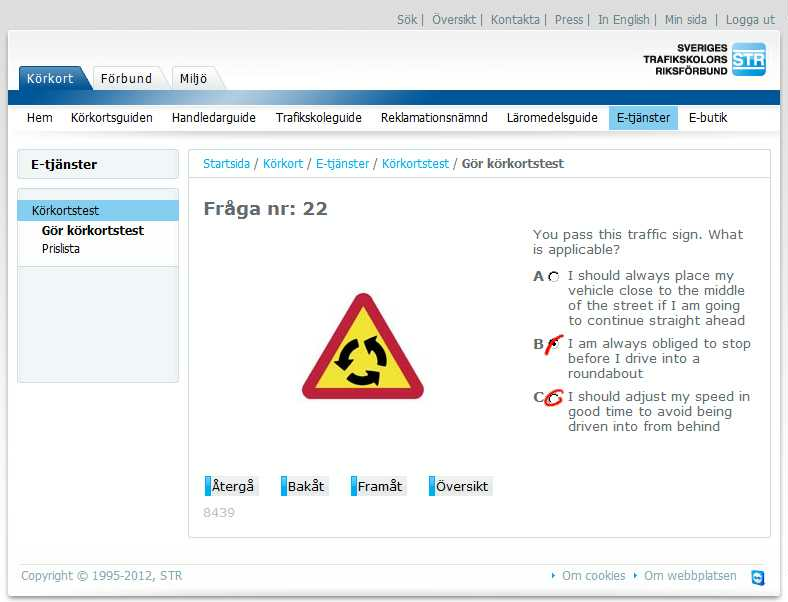 Sök | Översikt | Kontakta | Press | In English | Min sida | Logga ut
SVERIGES
TRAFIKSKOLORS
RIKSFÖRBUND
STR
Körkort Förbund Miljö
Hem Körkortsguiden Handledarguide Trafikskoleguide Reklamationsnämnd Läromedelsguide E-tjänster E-butik
E-tjänster
Körkortstest
Gör körkortstest
Prislista
Startsida / Körkort / E-tjänster / Körkortstest / Gör körkortstest
Fråga nr: 22
You pass this traffic sign. What
is applicable?
A I should always place my
vehicle close to the middle
of the street if I am going
to continue straight ahead
B I am always obliged to stop
before I drive into a
roundabout
C I should adjust my speed in
good time to avoid being
driven into from behind
Återgå Bakåt Framåt Översikt
8439
Copyright © 1995-2012, STR
Om cookies Om webbplatsen